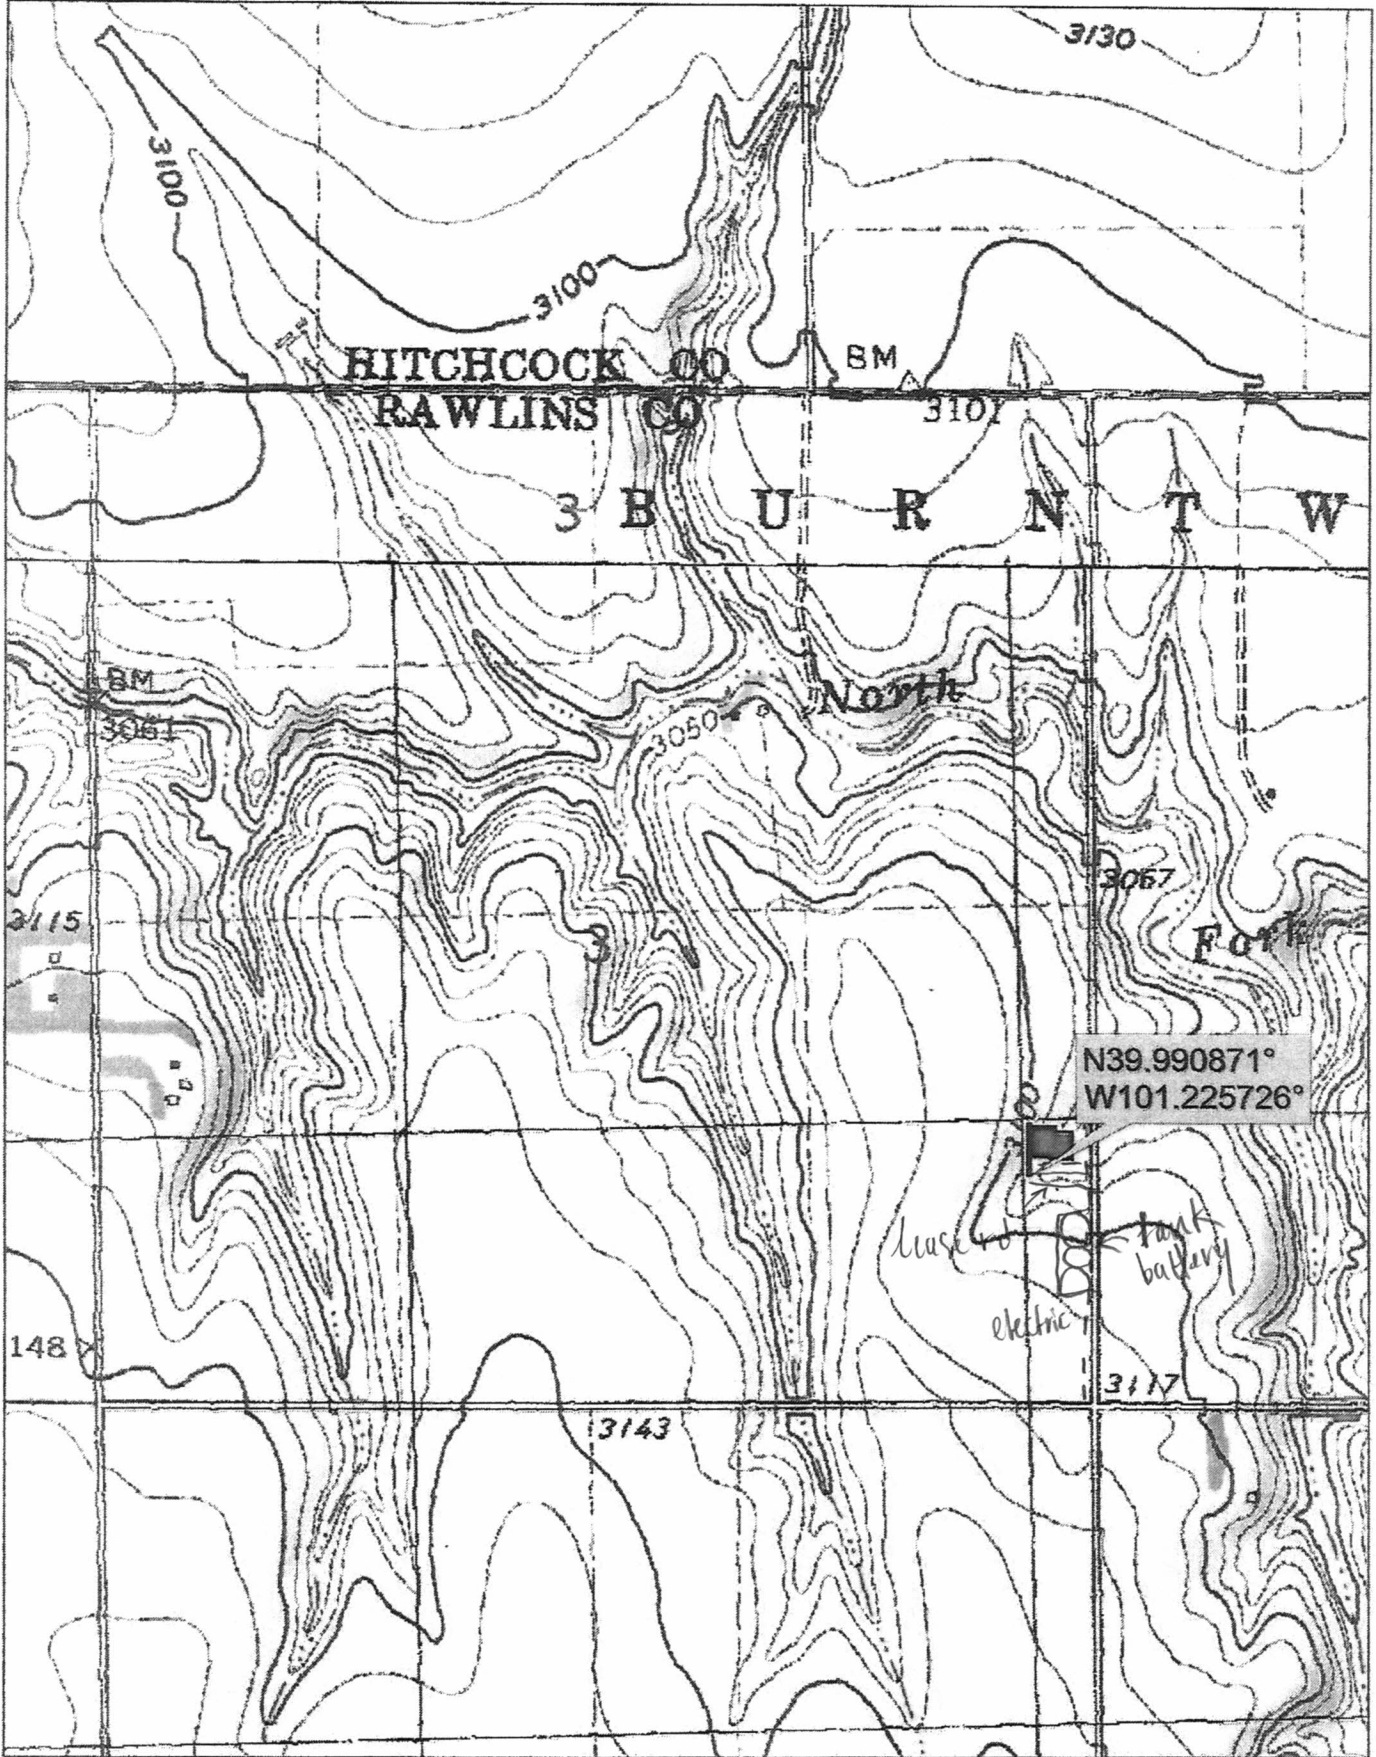 3130
3100
3100
HITCHCOCK CO
BM
RAWLINS CO
3101
3 B U R N T W
BM
3061
North
3050
3067
3115
Fork
3
N39.990871°
W101.225726°
lease rd
tank
battery
electric
148
3117
3143